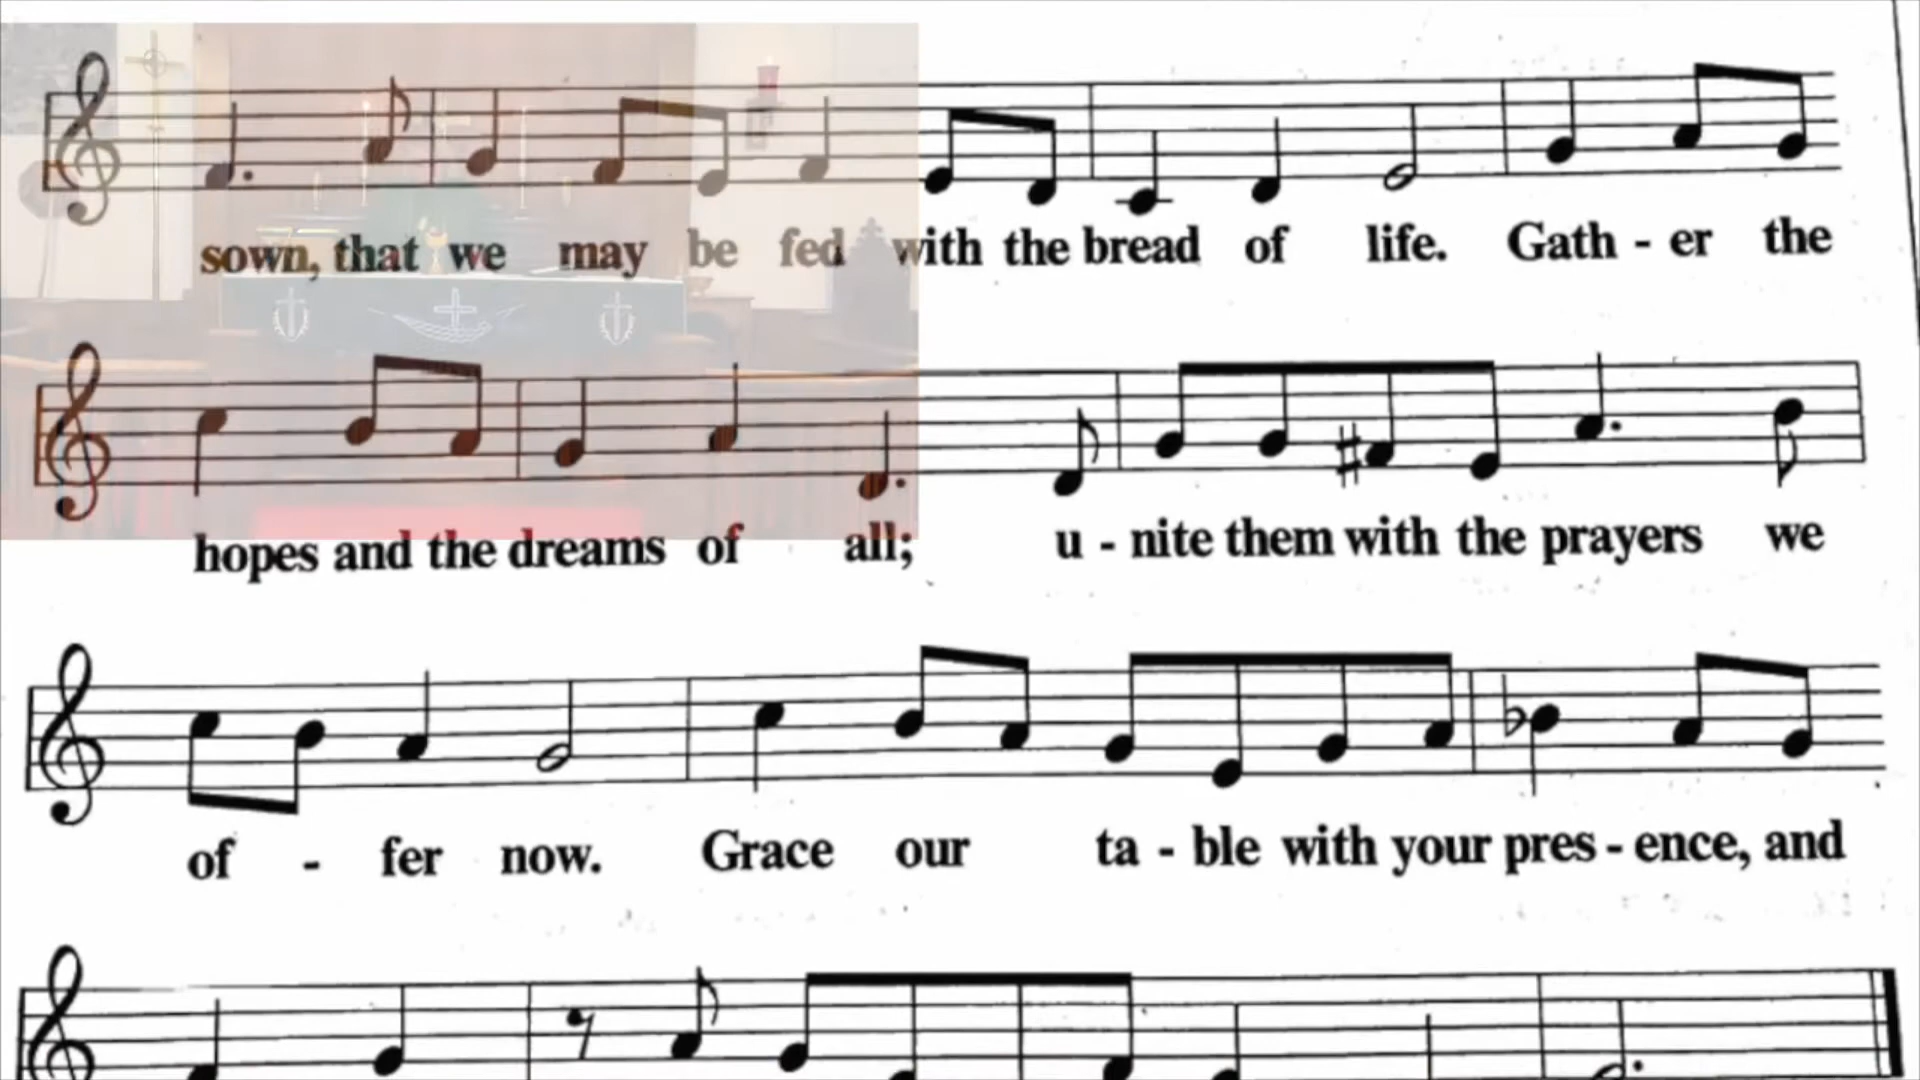 sown, that we may be fed with the bread of life. Gath - er the
hopes and the dreams of all; u - nite them with the prayers we
of - fer now. Grace our ta - ble with your pres - ence, and